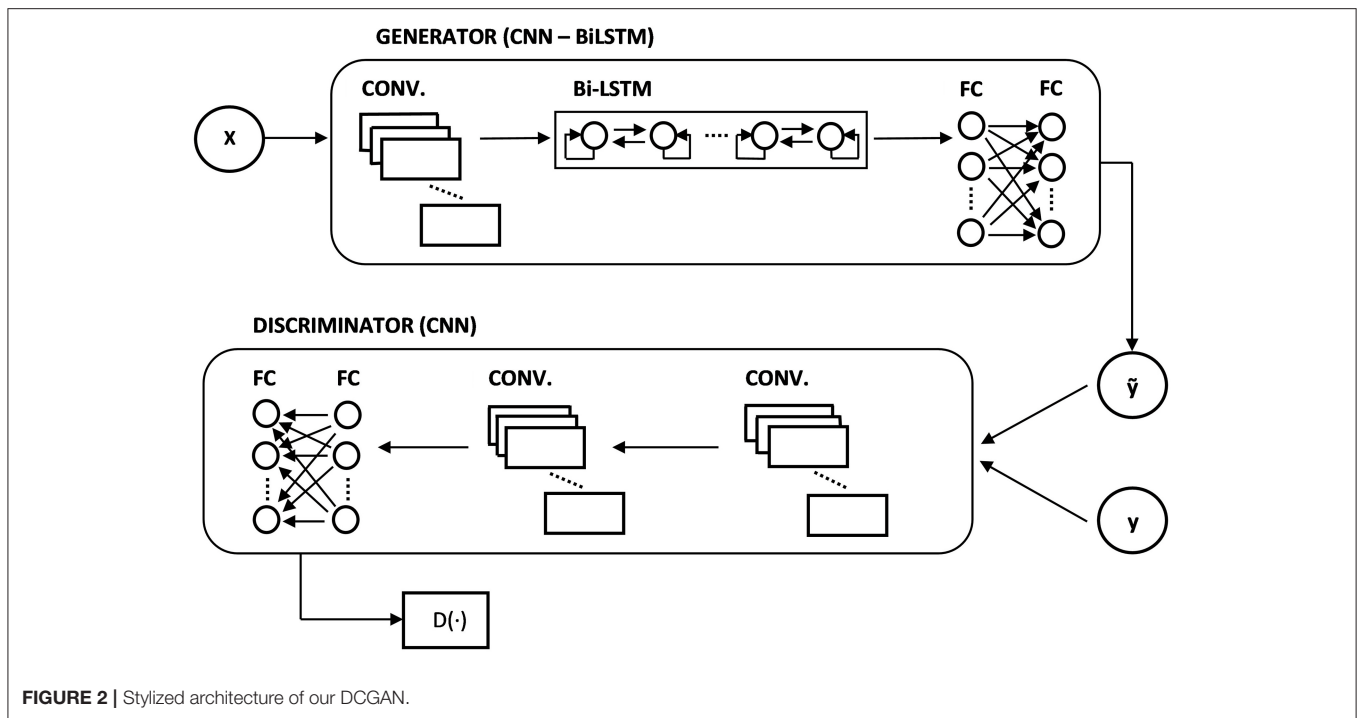 GENERATOR (CNN – BiLSTM)
CONV.
Bi-LSTM
FC FC
X
DISCRIMINATOR (CNN)
FC FC
CONV.
CONV.
ỹ
y
D(·)
FIGURE 2 | Stylized architecture of our DCGAN.